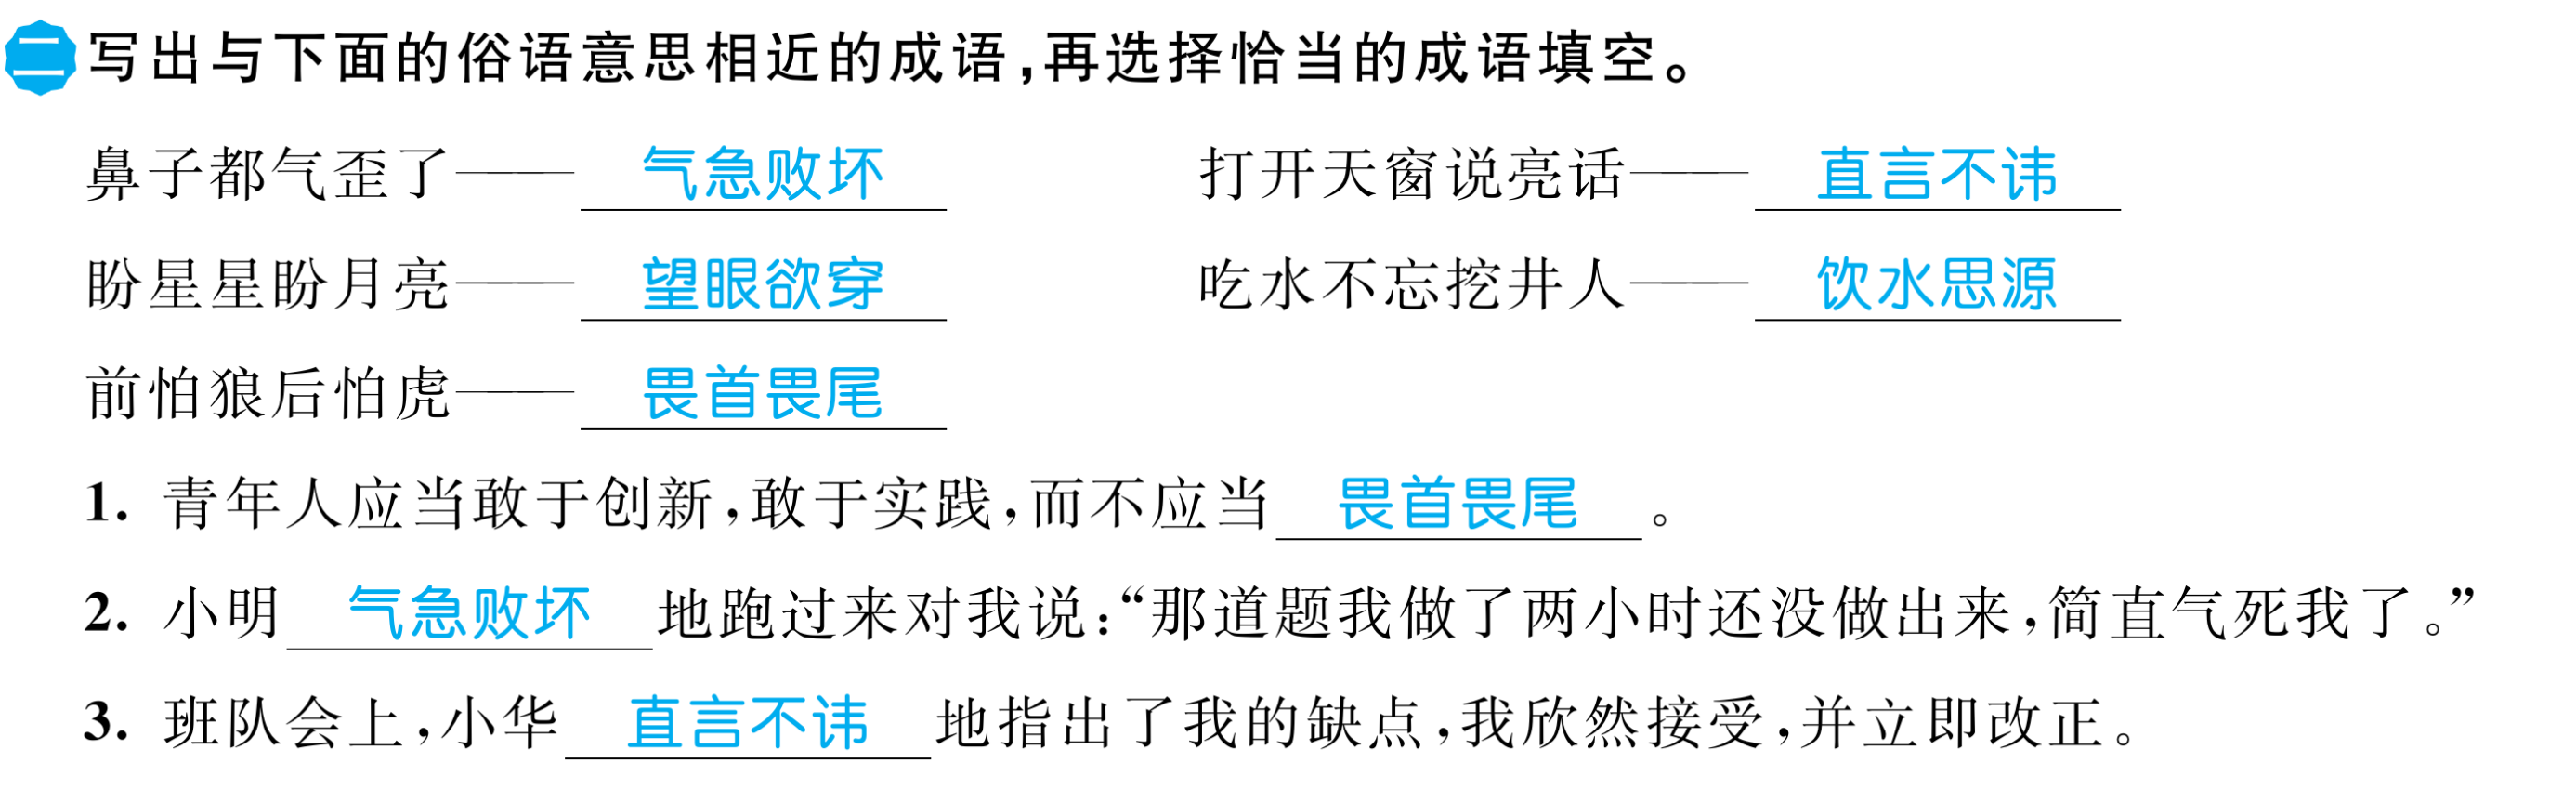 二 写出与下面的俗语意思相近的成语,再选择恰当的成语填空。
鼻子都气歪了——气急败坏 打开天窗说亮话——直言不讳
盼星星盼月亮——望眼欲穿 吃水不忘挖井人——饮水思源
前怕狼后怕虎——畏首畏尾
1. 青年人应当敢于创新,敢于实践,而不应当畏首畏尾。
2. 小明气急败坏地跑过来对我说:“那道题我做了两小时还没做出来,简直气死我了。”
3. 班队会上,小华直言不讳地指出了我的缺点,我欣然接受,并立即改正。